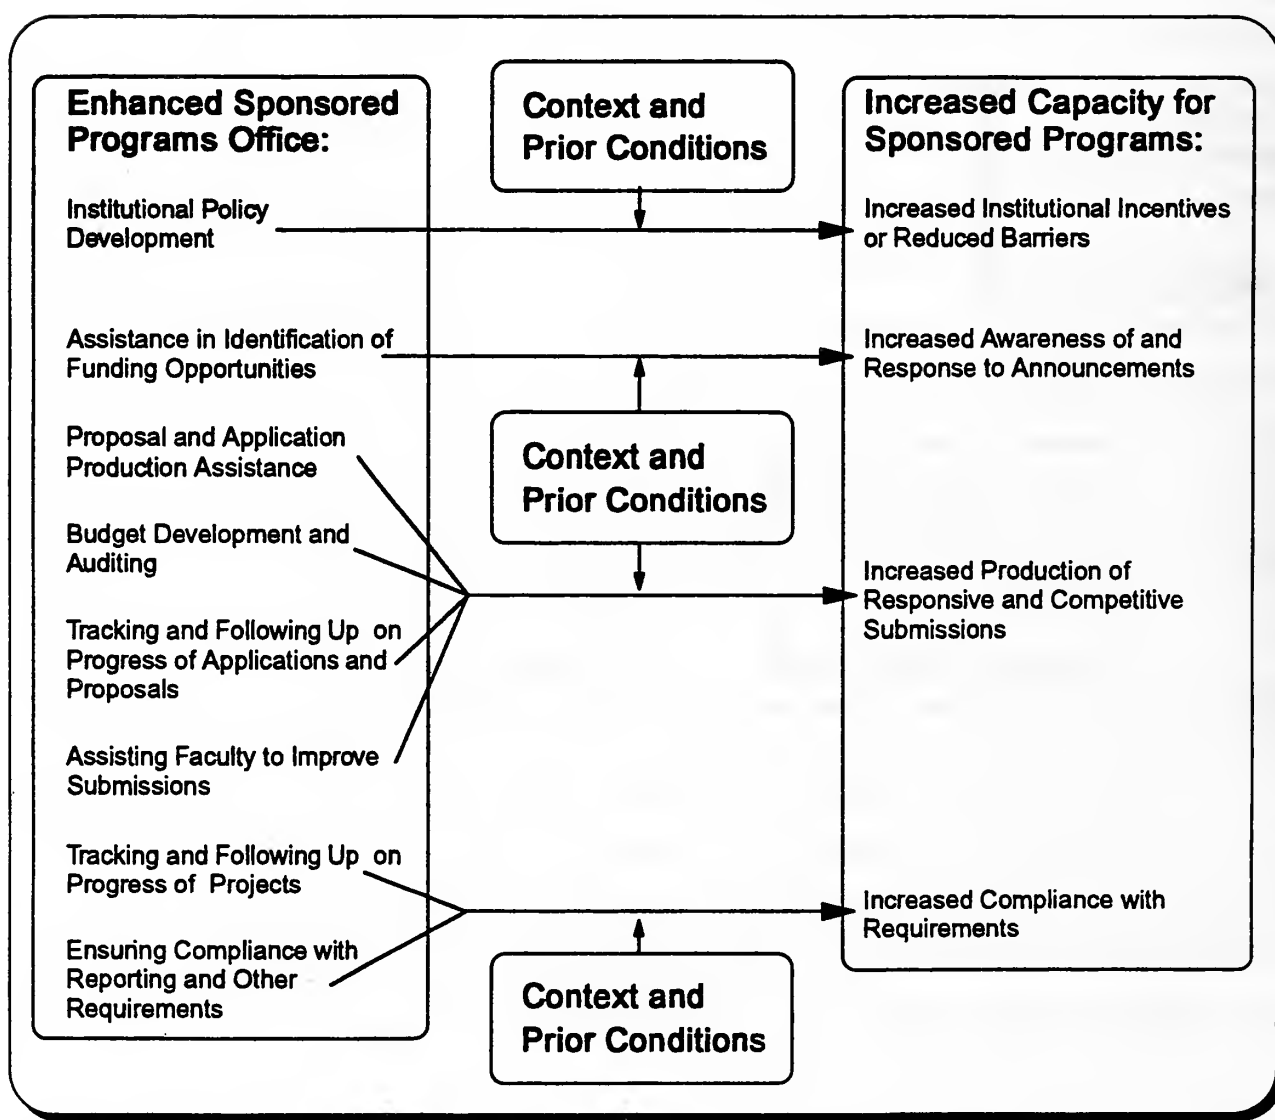 Enhanced Sponsored
Programs Office:
Institutional Policy
Development
Assistance in Identification of
Funding Opportunities
Proposal and Application
Production Assistance
Budget Development and
Auditing
Tracking and Following Up on
Progress of Applications and
Proposals
Assisting Faculty to Improve
Submissions
Tracking and Following Up on
Progress of Projects
Ensuring Compliance with
Reporting and Other
Requirements
Context and
Prior Conditions
Context and
Prior Conditions
Context and
Prior Conditions
Increased Capacity for
Sponsored Programs:
Increased Institutional Incentives
or Reduced Barriers
Increased Awareness of and
Response to Announcements
Increased Production of
Responsive and Competitive
Submissions
Increased Compliance with
Requirements